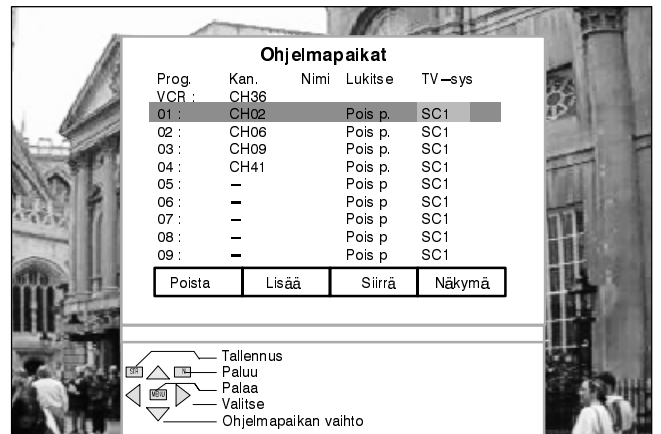 Ohjelmapaikat
Prog. Kan. Nimi Lukitse TV–sys
VCR : CH36
01 : CH02 Pois p. SC1
02 : CH06 Pois p. SC1
03 : CH09 Pois p. SC1
04 : CH41 Pois p. SC1
05 : – Pois p SC1
06 : – Pois p SC1
07 : – Pois p SC1
08 : – Pois p SC1
09 : – Pois p SC1
Poista Lisää Siirrä Näkymä
Tallennus
STR N Paluu
Palaa
MENU Valitse
Ohjelmapaikan vaihto